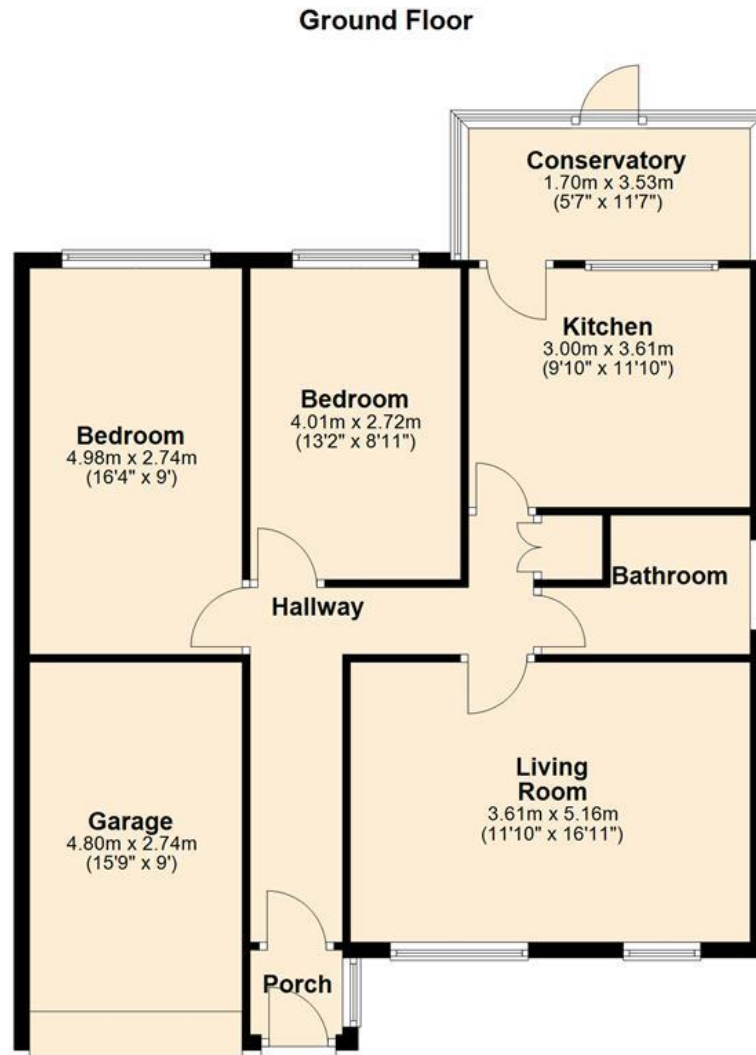 Ground Floor
Conservatory
1.70m x 3.53m
(5'7" x 11'7")
Kitchen
3.00m x 3.61m
(9'10" x 11'10")
Bedroom
4.01m x 2.72m
(13'2" x 8'11")
Bedroom
4.98m x 2.74m
(16'4" x 9')
Bathroom
Hallway
Living
Room
3.61m x 5.16m
(11'10" x 16'11")
Garage
4.80m x 2.74m
(15'9" x 9')
Porch